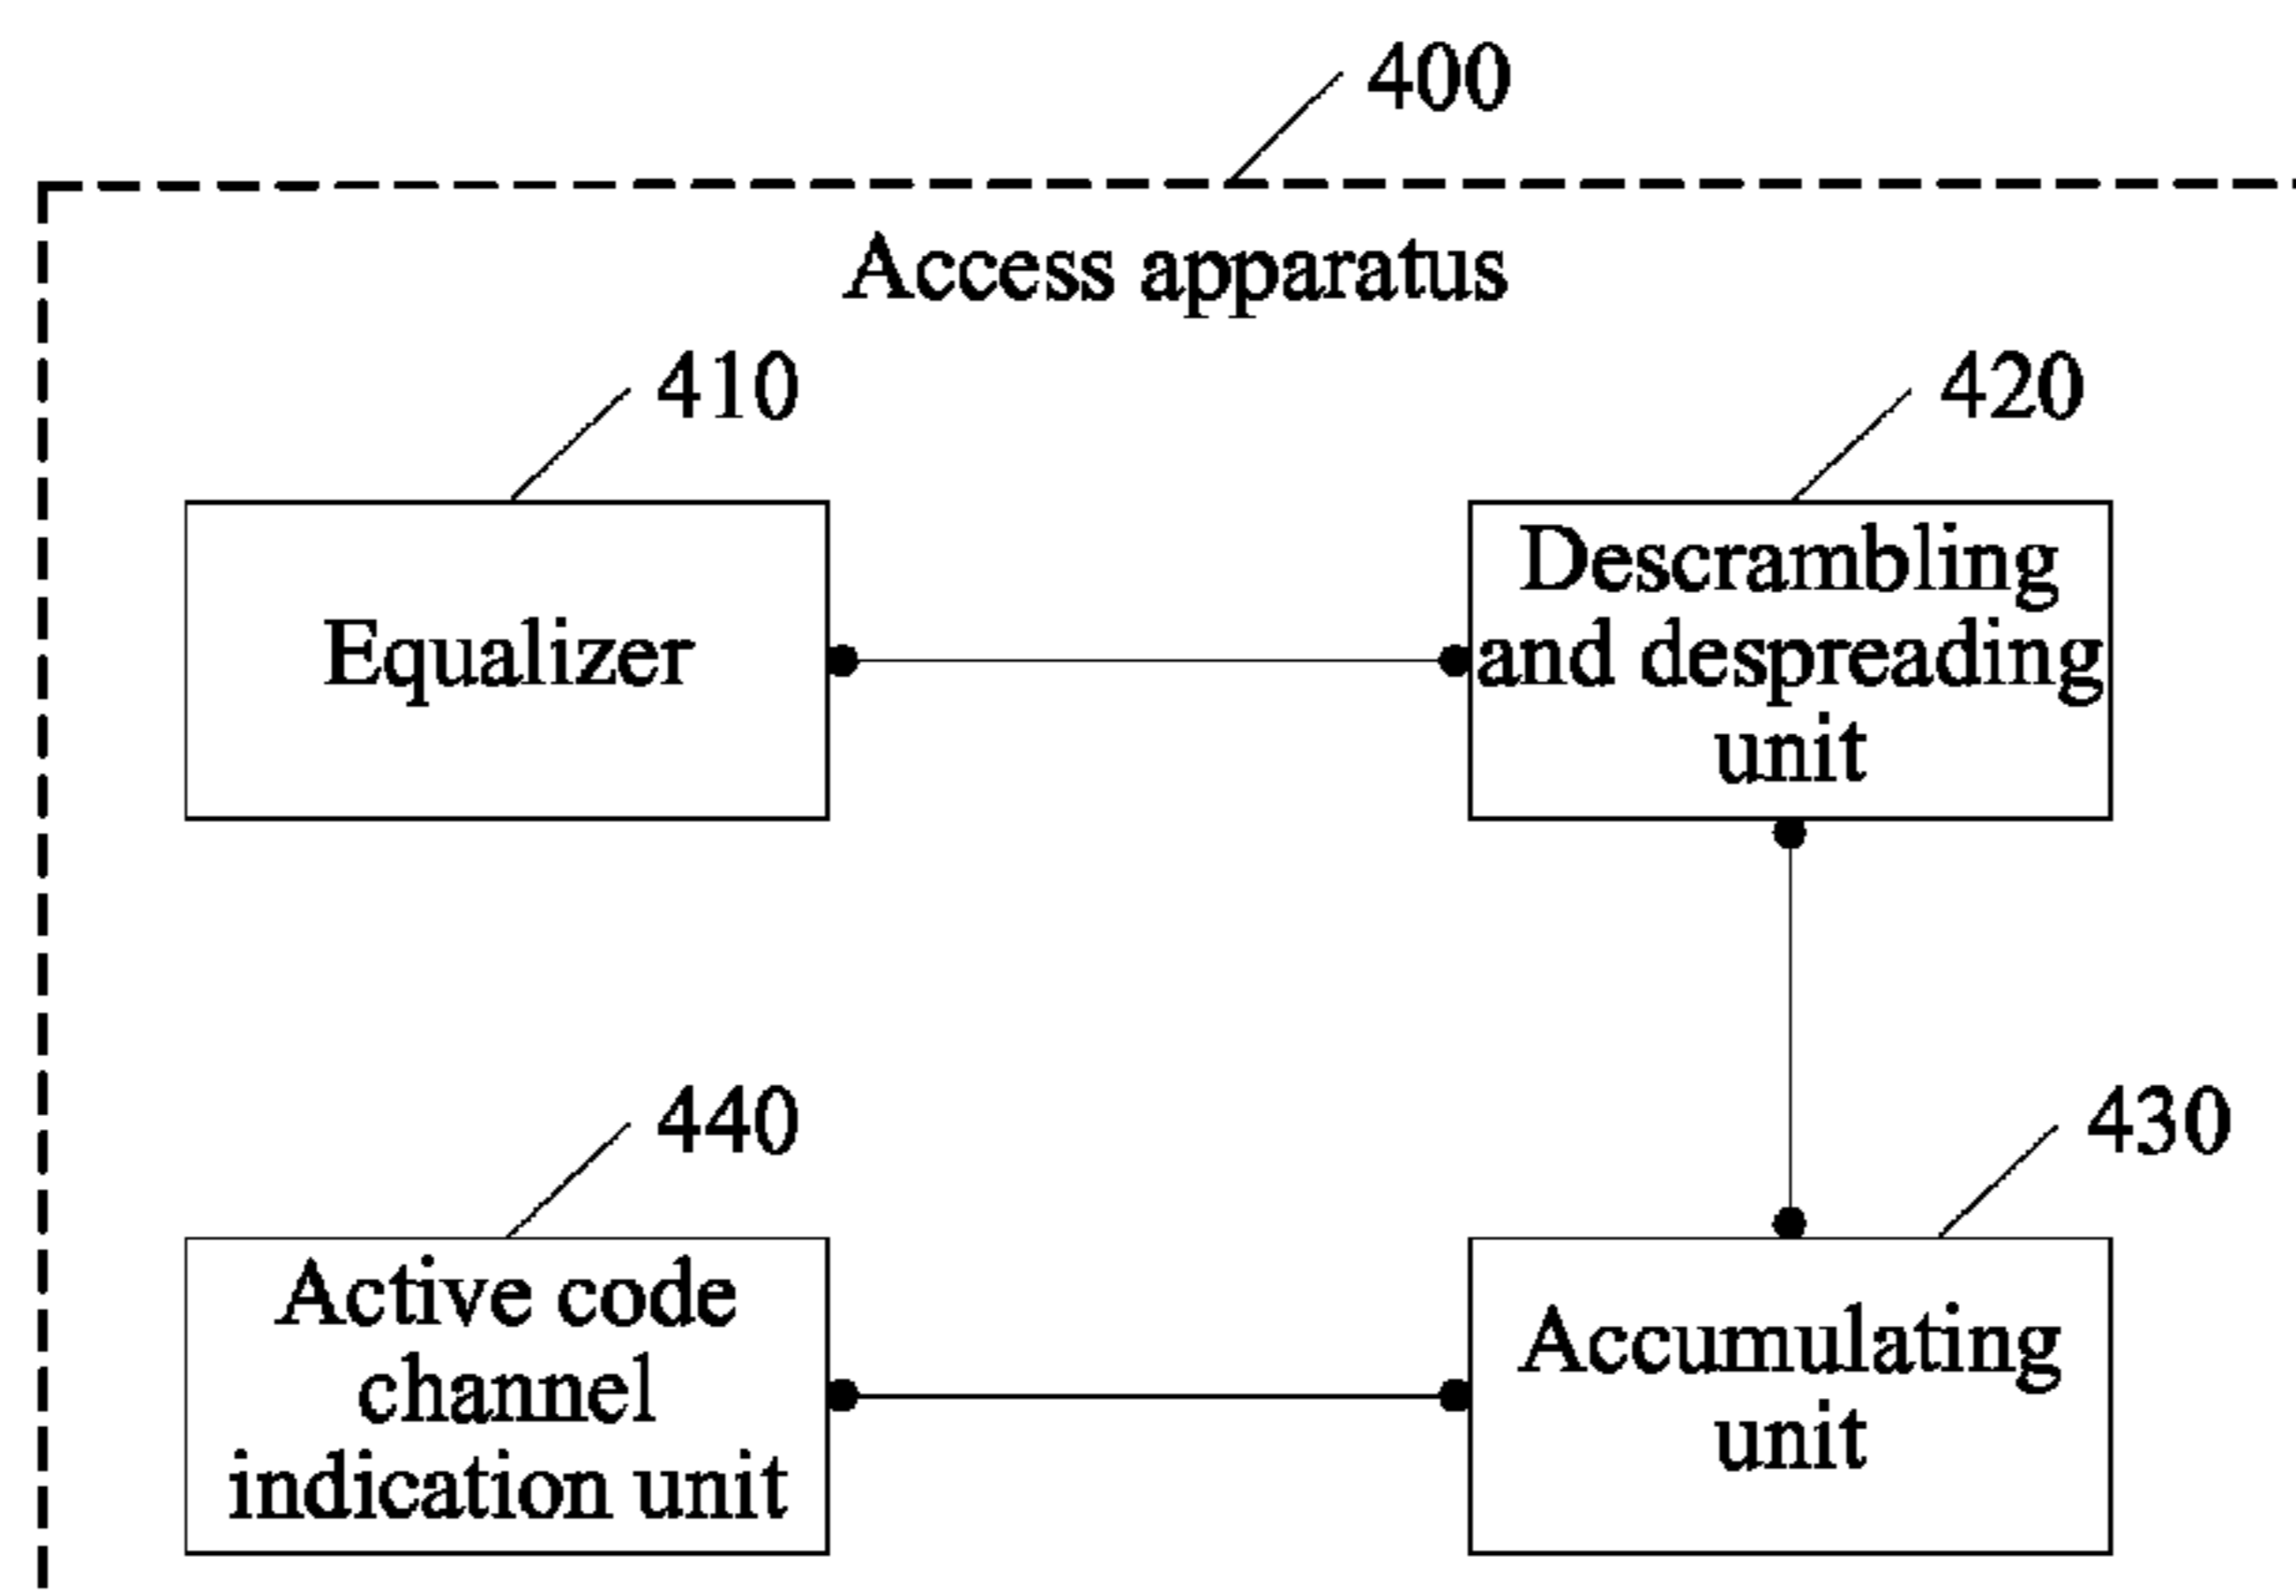 400
Access apparatus
410
420
Equalizer
Descrambling
and despreading
unit
440
430
Active code
channel
indication unit
Accumulating
unit